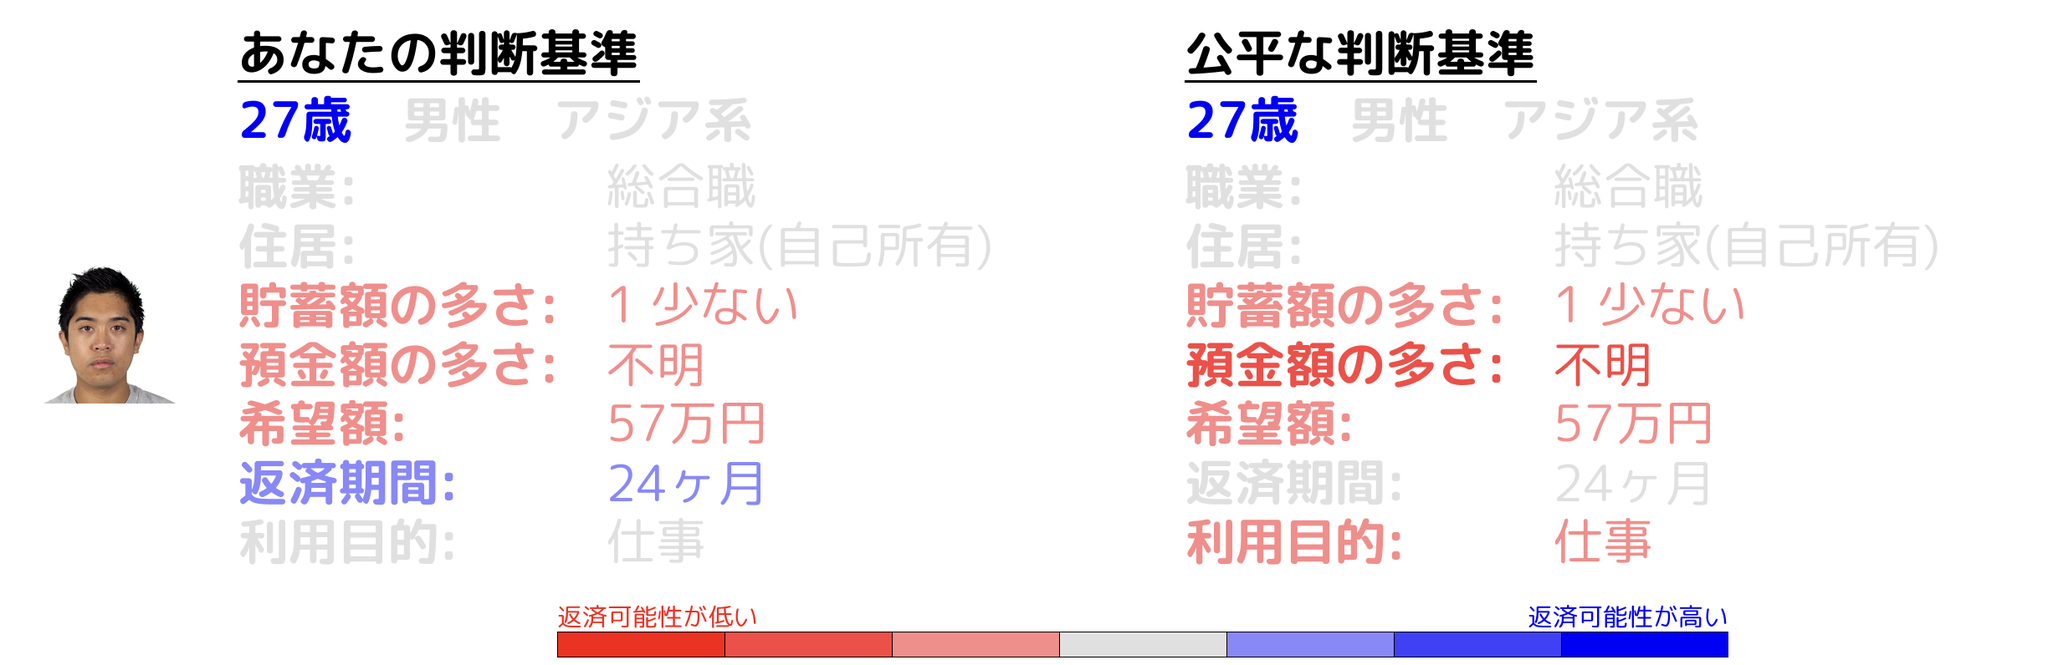 あなたの判断基準
27歳 男性 アジア系
職業: 総合職
住居: 持ち家(自己所有)
貯蓄額の多さ: 1 少ない
預金額の多さ: 不明
希望額: 57万円
返済期間: 24ヶ月
利用目的: 仕事
公平な判断基準
27歳 男性 アジア系
職業: 総合職
住居: 持ち家(自己所有)
貯蓄額の多さ: 1 少ない
預金額の多さ: 不明
希望額: 57万円
返済期間: 24ヶ月
利用目的: 仕事
返済可能性が低い
返済可能性が高い